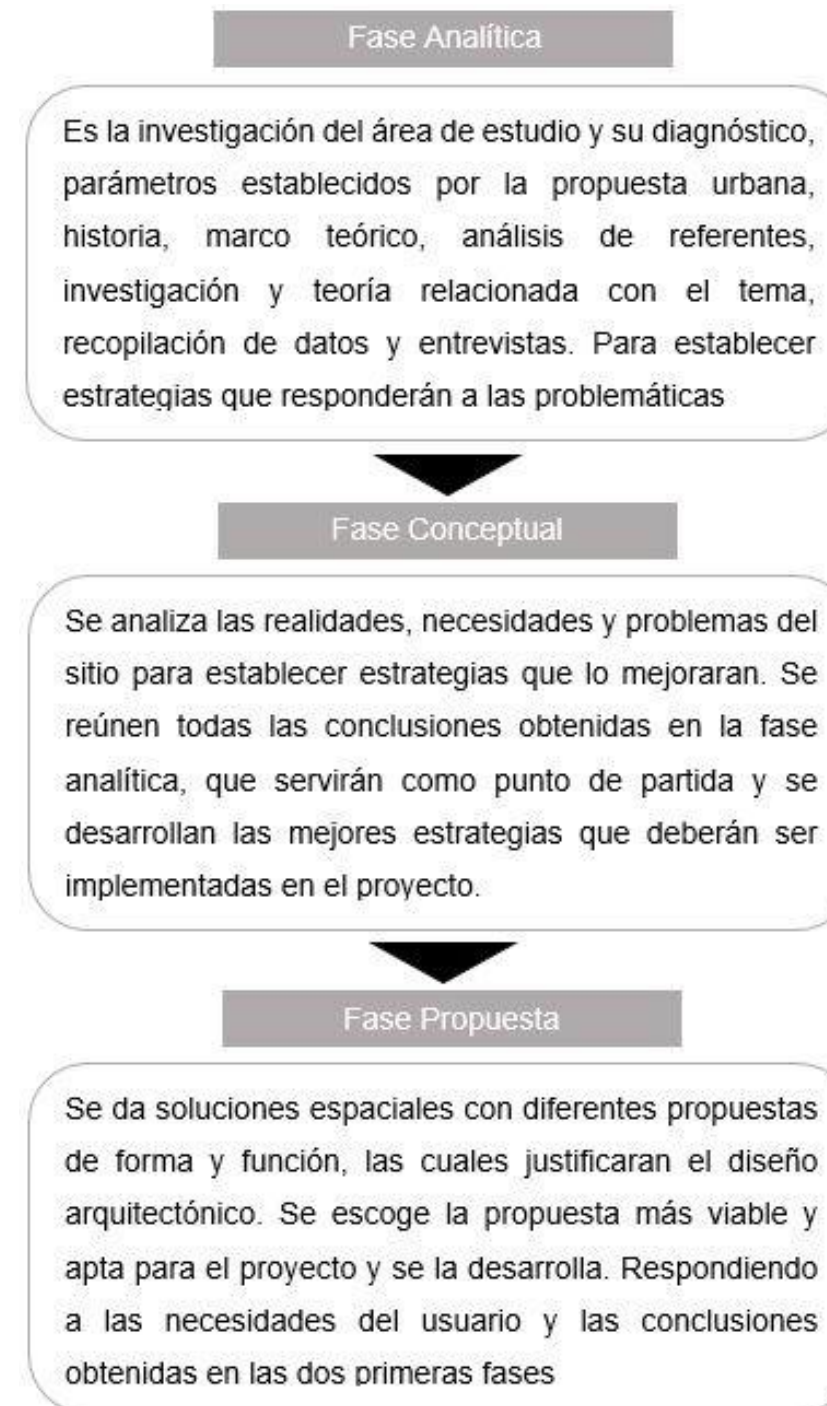 Fase Analítica
Es la investigación del área de estudio y su diagnóstico,
parámetros establecidos por la propuesta urbana,
historia, marco teórico, análisis de referentes,
investigación y teoría relacionada con el tema,
recopilación de datos y entrevistas. Para establecer
estrategias que responderán a las problemáticas
Fase Conceptual
Se analiza las realidades, necesidades y problemas del
sitio para establecer estrategias que lo mejoraran. Se
reúnen todas las conclusiones obtenidas en la fase
analítica, que servirán como punto de partida y se
desarrollan las mejores estrategias que deberán ser
implementadas en el proyecto.
Fase Propuesta
Se da soluciones espaciales con diferentes propuestas
de forma y función, las cuales justificaran el diseño
arquitectónico. Se escoge la propuesta más viable y
apta para el proyecto y se la desarrolla. Respondiendo
a las necesidades del usuario y las conclusiones
obtenidas en las dos primeras fases